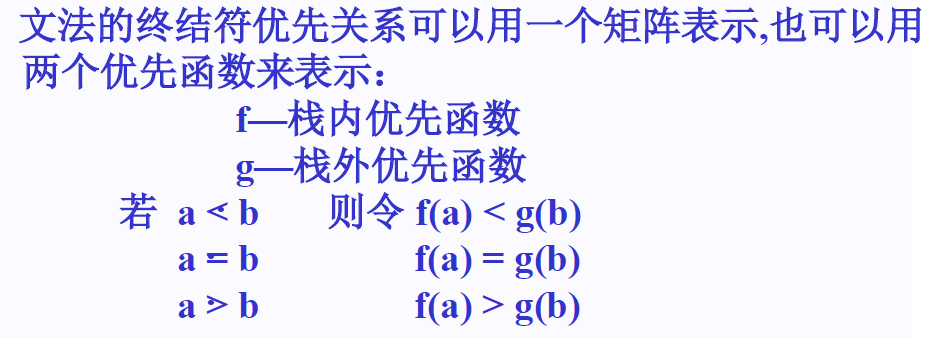 文法的终结符优先关系可以用一个矩阵表示,也可以用
两个优先函数来表示：
f—栈内优先函数
g—栈外优先函数
若 a ⋖ b 则令 f(a) < g(b)
a ≐ b f(a) = g(b)
a ⋗ b f(a) > g(b)